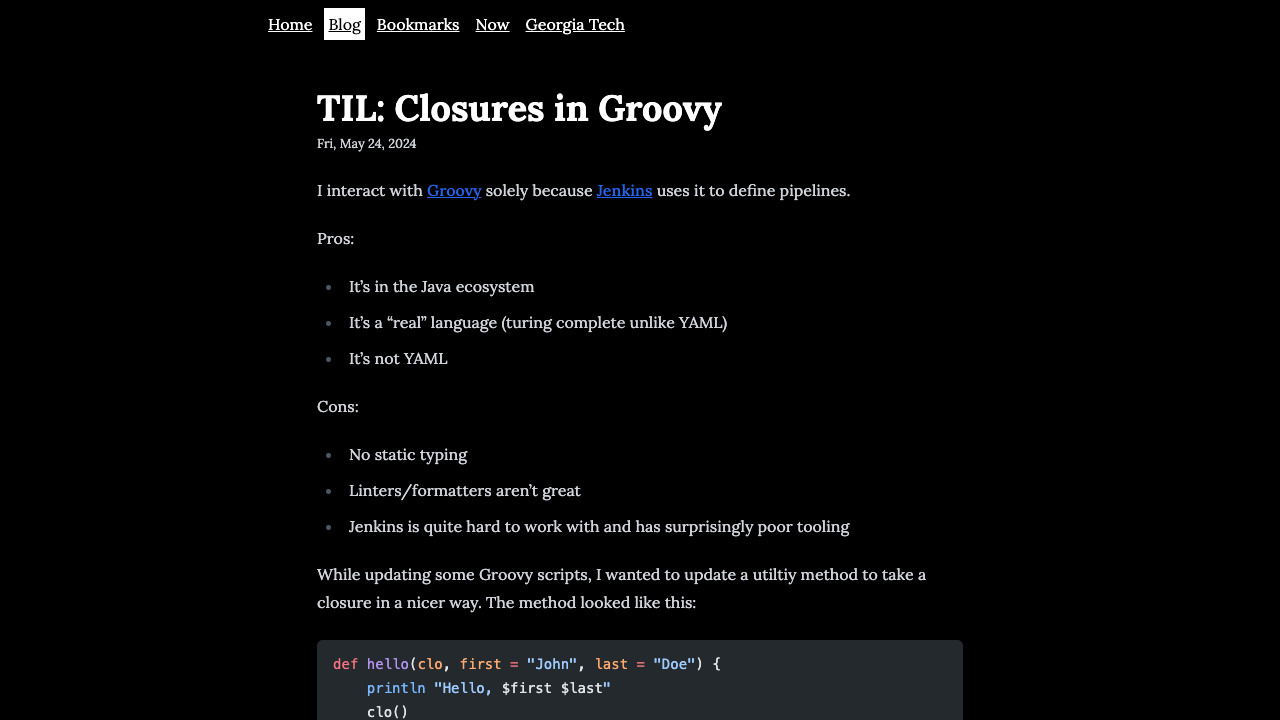 Home Blog Bookmarks Now Georgia Tech
TIL: Closures in Groovy
Fri, May 24, 2024
I interact with Groovy solely because Jenkins uses it to define pipelines.
Pros:
It’s in the Java ecosystem
It’s a “real” language (turing complete unlike YAML)
It’s not YAML
Cons:
No static typing
Linters/formatters aren’t great
Jenkins is quite hard to work with and has surprisingly poor tooling
While updating some Groovy scripts, I wanted to update a utiltiy method to take a
closure in a nicer way. The method looked like this:
def hello(clo, first = "John", last = "Doe") {
    println "Hello, $first $last"
    clo()